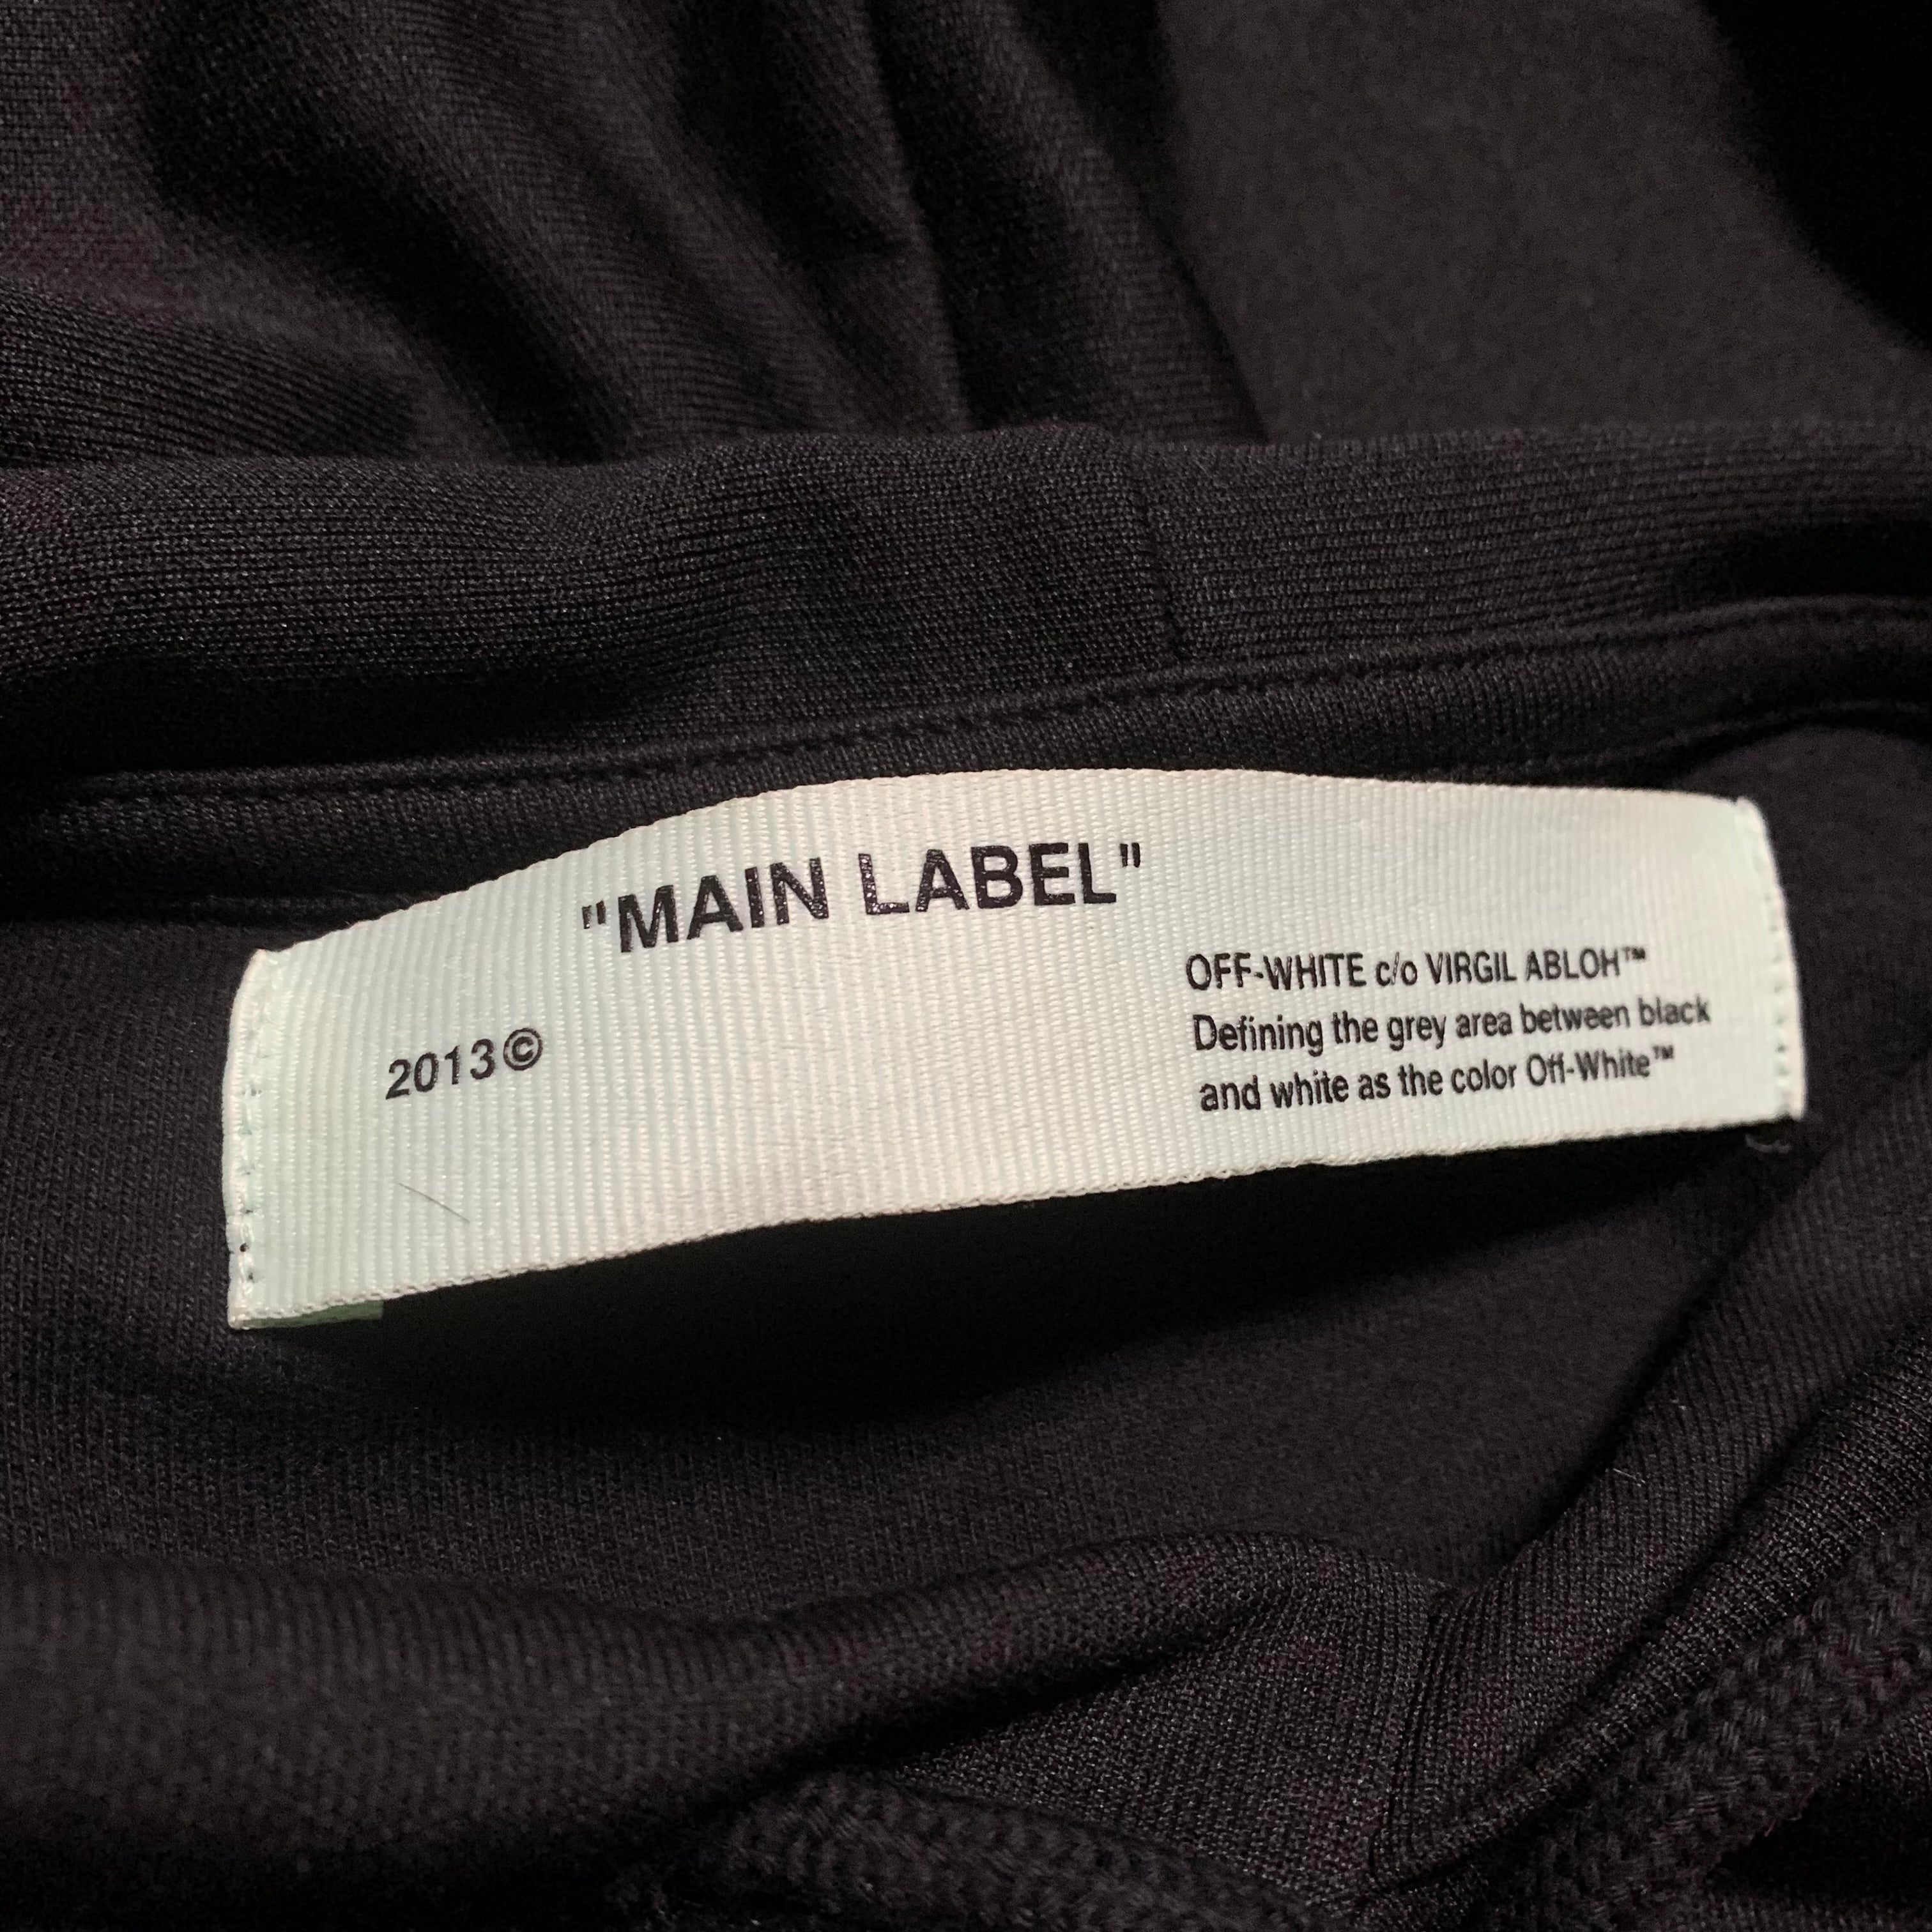 "MAIN LABEL"
2013©
OFF-WHITE c/o VIRGIL ABLOH™
Defining the grey area between black
and white as the color Off-White™